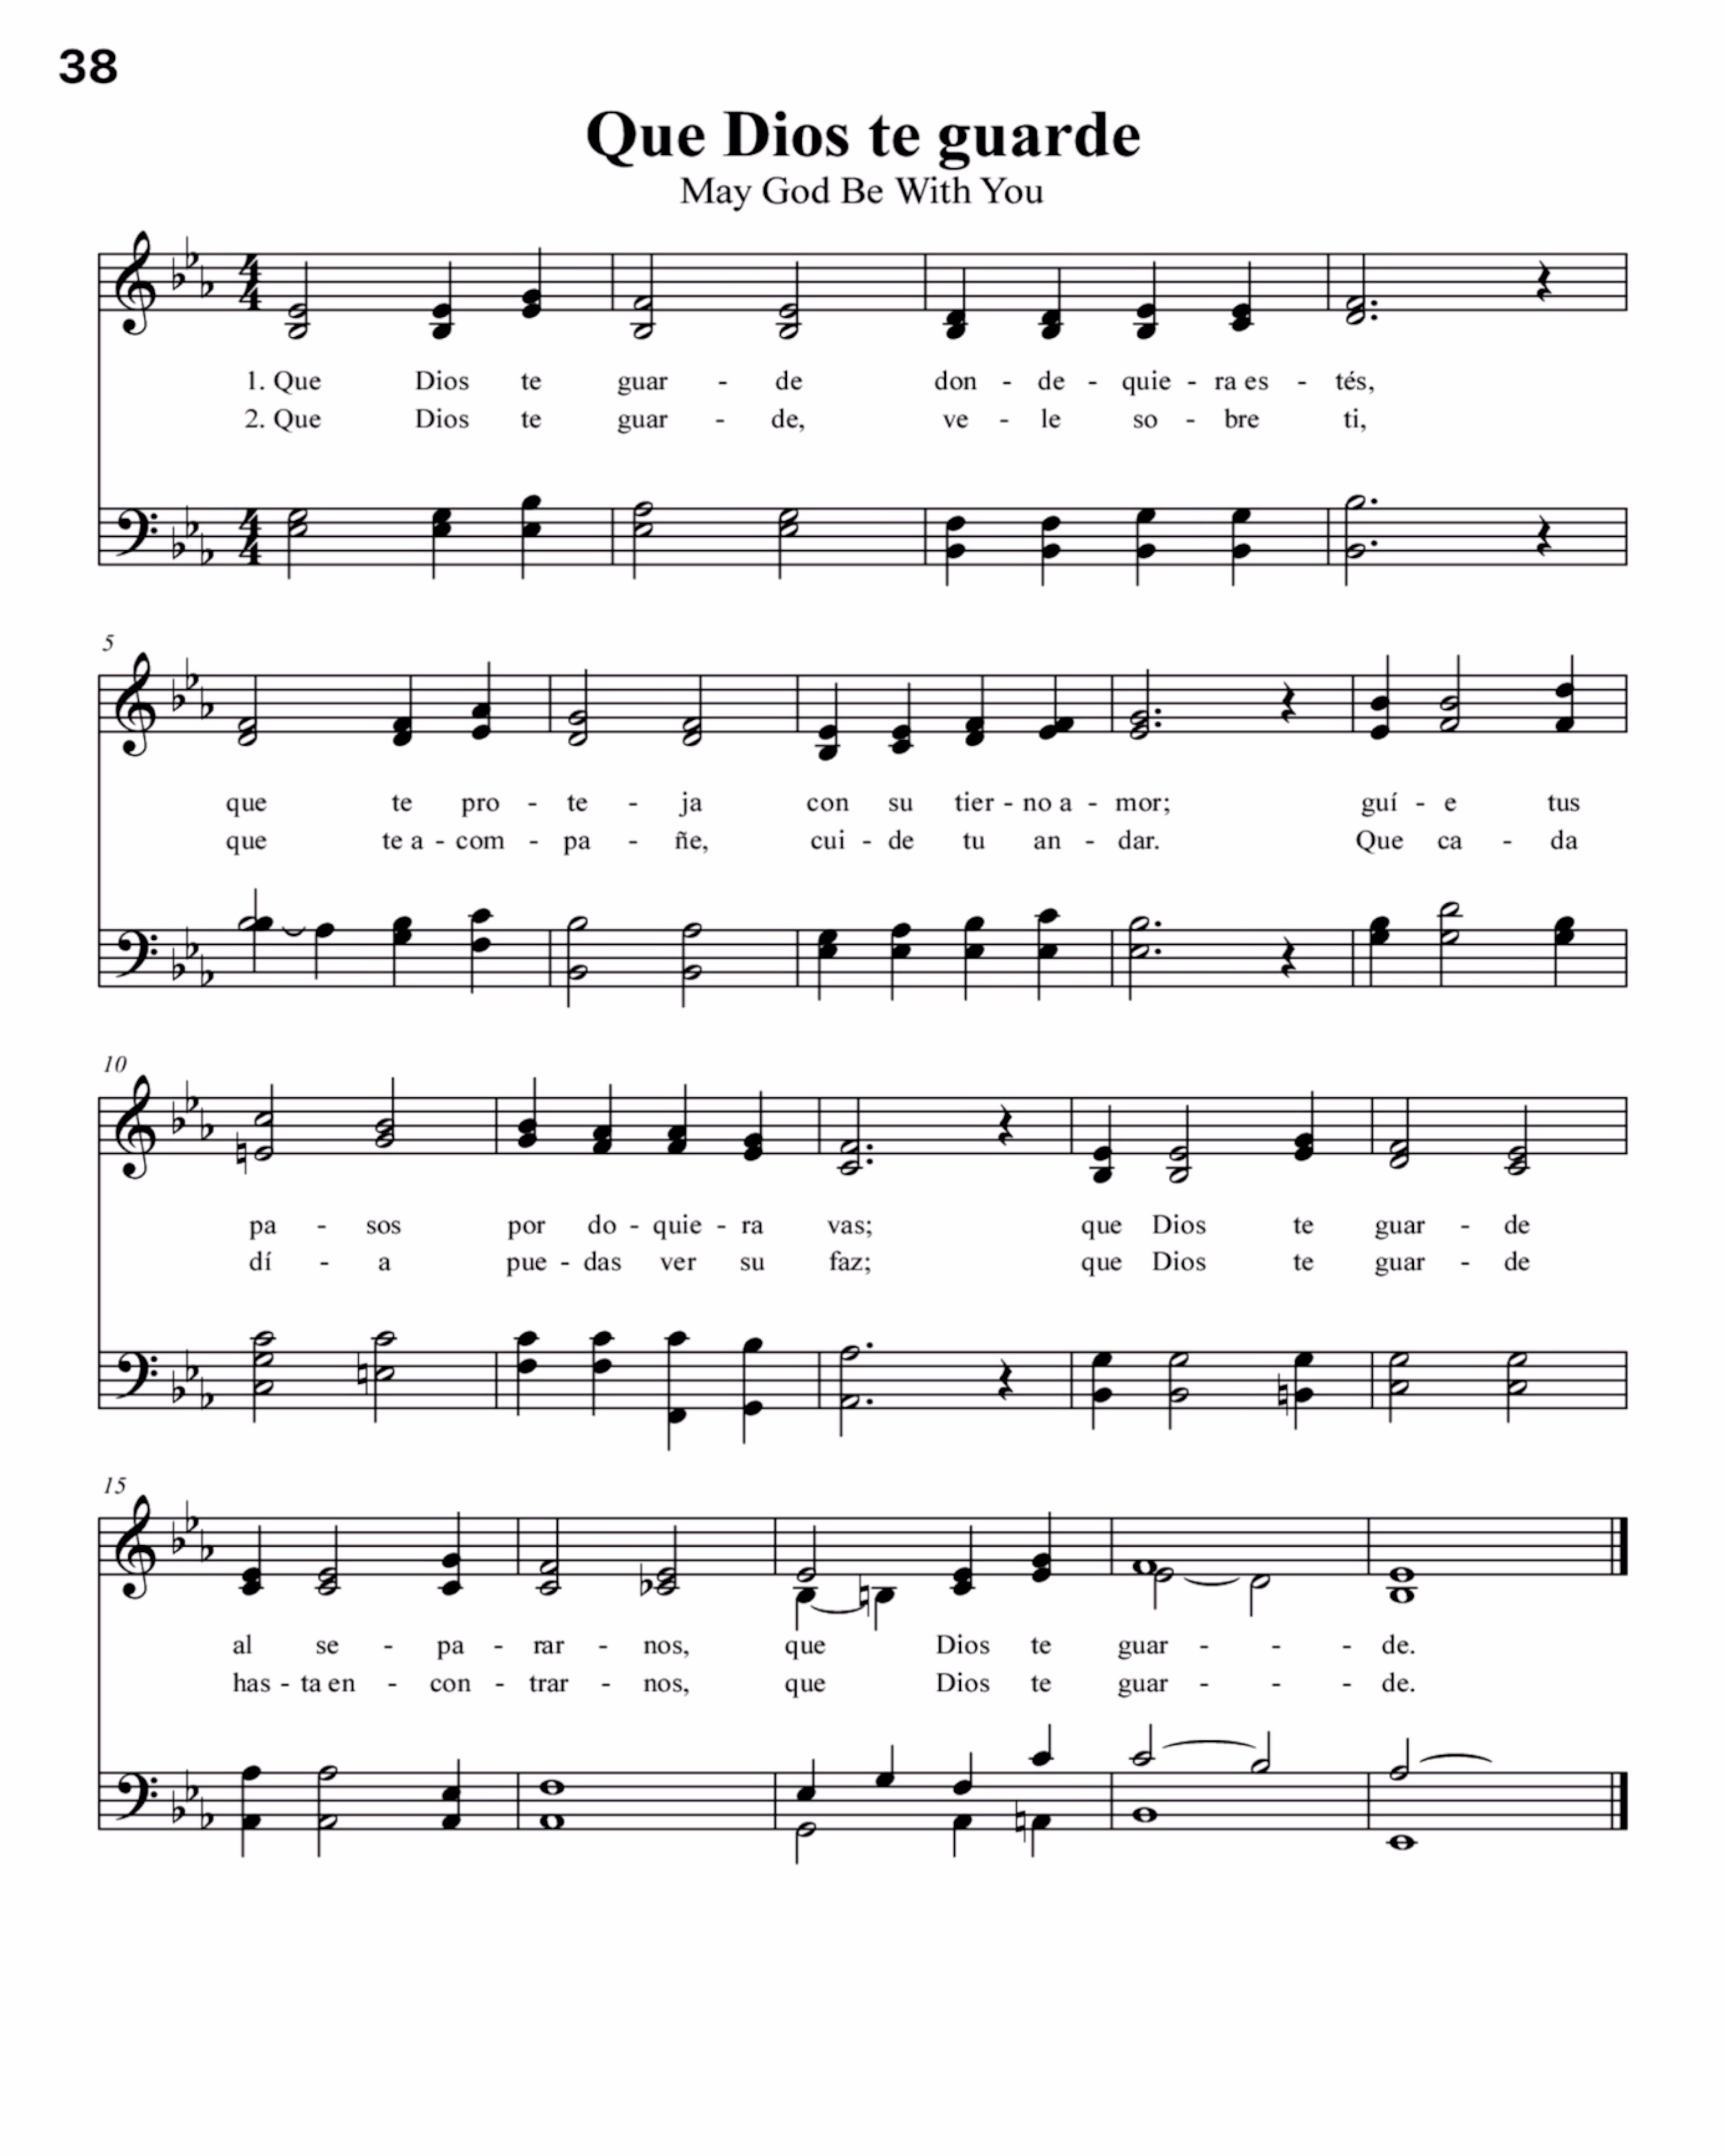 38
Que Dios te guarde
May God Be With You
4 4
1. Que Dios te guar - de don - de - quie - ra es - tés,
2. Que Dios te guar - de, ve - le so - bre ti,
4 4
5
que te pro - te - ja con su tier - no a - mor; guí - e tus
que te a - com - pa - ñe, cui - de tu an - dar. Que ca - da
10
pa - sos por do - quie - ra vas; que Dios te guar - de
dí - a pue - das ver su faz; que Dios te guar - de
15
al se - pa - rar - nos, que Dios te guar - - - de.
has - ta en - con - trar - nos, que Dios te guar - - - de.